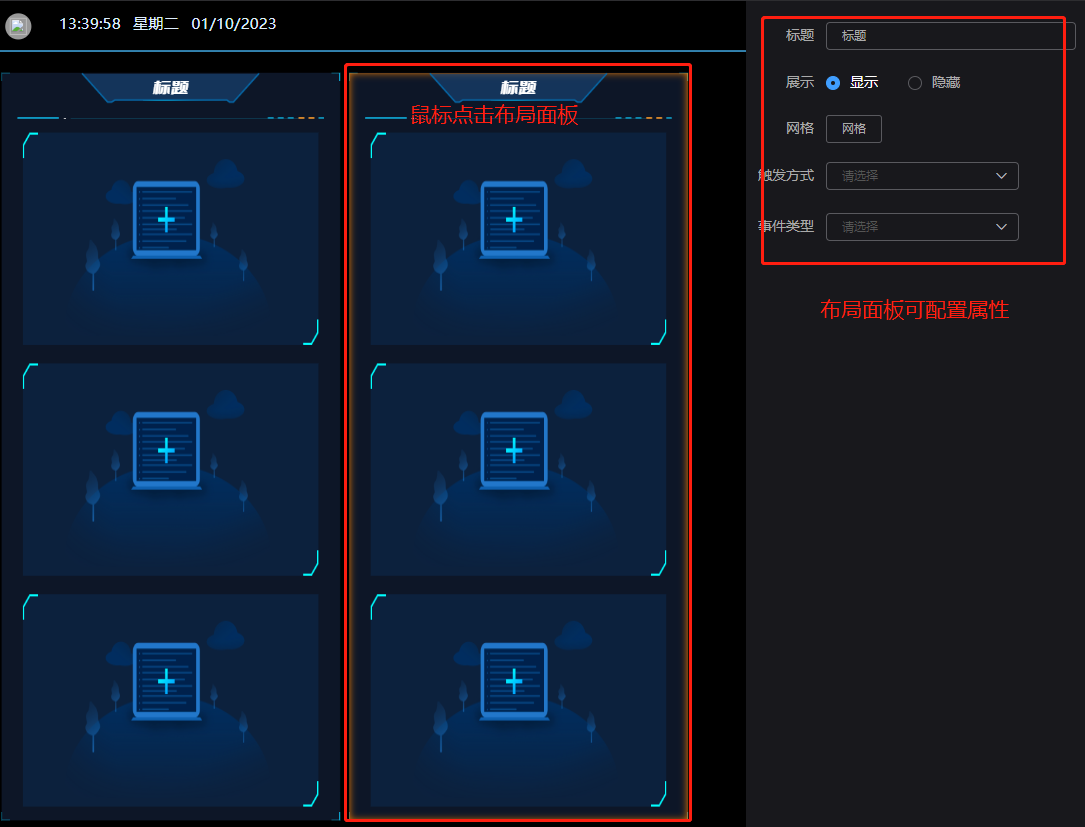 13:39:58 星期二 01/10/2023
标题
标题
鼠标点击布局面板
标题 标题
展示 显示 隐藏
网格 网格
触发方式 请选择
事件类型 请选择
布局面板可配置属性